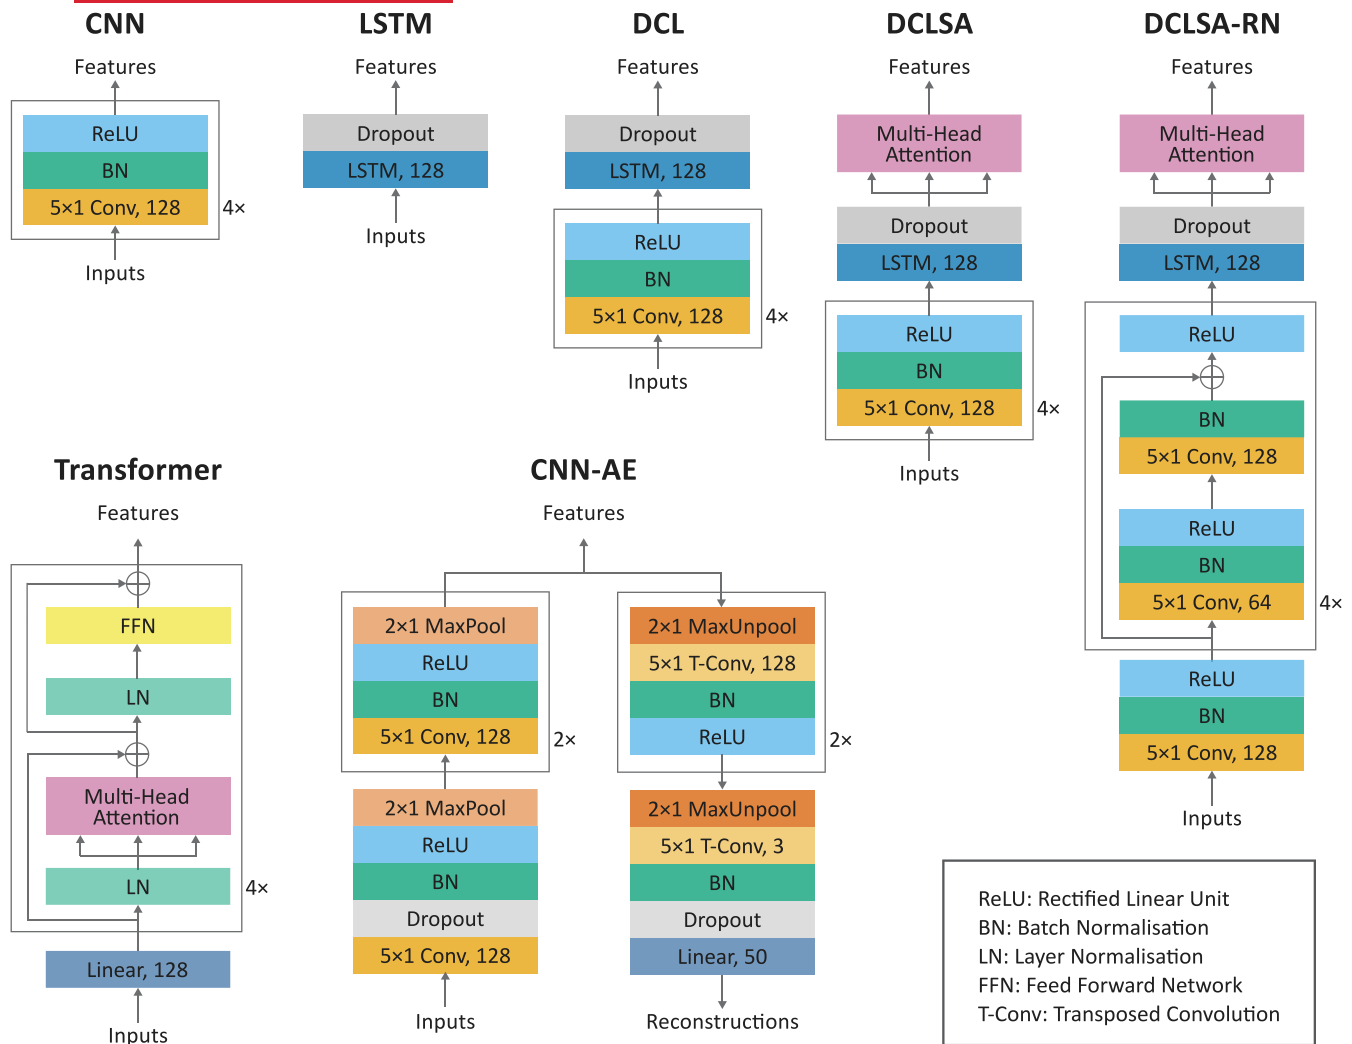 CNN
Features
ReLU
BN
5×1 Conv, 128
4×
Inputs
LSTM
Features
Dropout
LSTM, 128
Inputs
DCL
Features
Dropout
LSTM, 128
ReLU
BN
5×1 Conv, 128
4×
Inputs
DCLSA
Features
Multi-Head
Attention
Dropout
LSTM, 128
ReLU
BN
5×1 Conv, 128
4×
Inputs
DCLSA-RN
Features
Multi-Head
Attention
Dropout
LSTM, 128
ReLU
BN
5×1 Conv, 128
ReLU
BN
5×1 Conv, 64
4×
ReLU
BN
5×1 Conv, 128
Inputs
Transformer
Features
FFN
LN
Multi-Head
Attention
LN
4×
Linear, 128
Inputs
CNN-AE
Features
2×1 MaxPool
ReLU
BN
5×1 Conv, 128
2×
2×1 MaxPool
ReLU
BN
Dropout
5×1 Conv, 128
Inputs
2×1 MaxUnpool
5×1 T-Conv, 128
BN
ReLU
2×
2×1 MaxUnpool
5×1 T-Conv, 3
BN
Dropout
Linear, 50
Reconstructions
ReLU: Rectified Linear Unit
BN: Batch Normalisation
LN: Layer Normalisation
FFN: Feed Forward Network
T-Conv: Transposed Convolution